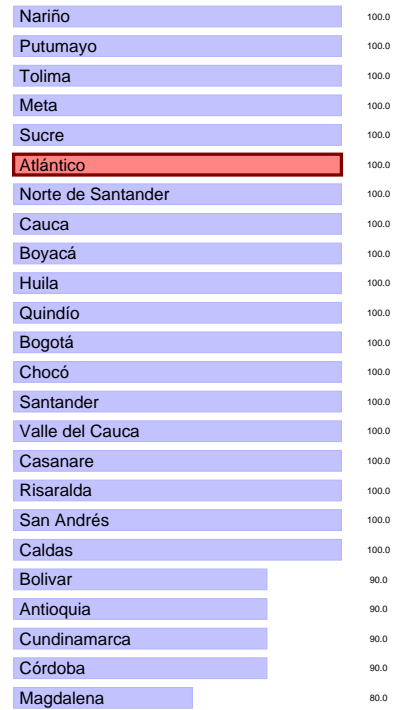 Nariño 100.0
Putumayo 100.0
Tolima 100.0
Meta 100.0
Sucre 100.0
Atlántico 100.0
Norte de Santander 100.0
Cauca 100.0
Boyacá 100.0
Huila 100.0
Quindío 100.0
Bogotá 100.0
Chocó 100.0
Santander 100.0
Valle del Cauca 100.0
Casanare 100.0
Risaralda 100.0
San Andrés 100.0
Caldas 100.0
Bolivar 90.0
Antioquia 90.0
Cundinamarca 90.0
Córdoba 90.0
Magdalena 80.0